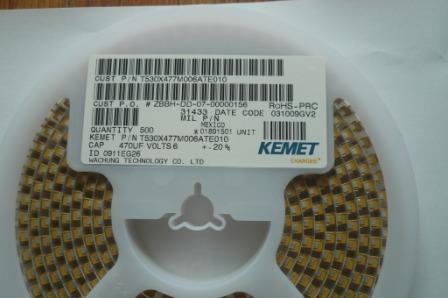 CUST P/N T530X477M006ATE010
CUST P.O. # ZBBH-DD-07-00000156 RoHS-PRC
31433 DATE CODE 031009GV2
MIL P/N
MEXICO
QUANTITY 500 *01891501 UNIT
KEMET P/N T530X477M006ATE010
CAP 470UF VOLTS 6 +-20% KEMET
ID 0911EG26 CHARGED
WACHUNG TECHNOLOGY CO. LTD